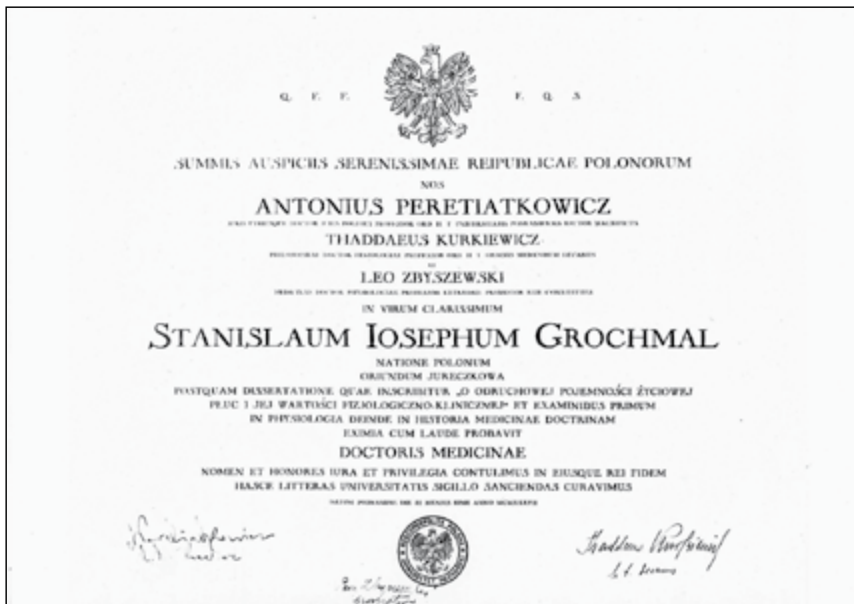 Q. F. F. F. Q. S
SUMMIS AUSPICIIS SERENISSIMAE REIPUBLICAE POLONORUM
NOS
ANTONIUS PERETIATKOWICZ
THADDAEUS KURKIEWICZ
LEO ZBYSZEWSKI
IN VIRUM CLARISSIMUM
STANISLAUM IOSEPHUM GROCHMAL
NATIONE POLONUM
ORIUNDUM JURECZKOWA
POSTQUAM DISSERTATIONE QUAE INSCRIBITUR „O ODRUCHOWEJ POJEMNOŚCI ŻYCIOWEJ
PŁUC I JEJ WARTOŚCI FIZJOLOGICZNO-KLINICZNEJ” ET EXAMINIBUS PRIMUM
IN PHYSIOLOGIA DEINDE IN HISTORIA MEDICINAE DOCTRINAM
EXIMIA CUM LAUDE PROBAVIT
DOCTORIS MEDICINAE
NOMEN ET HONORES IURA ET PRIVILEGIA CONTULIMUS IN EIUSQUE REI FIDEM
HASCE LITTERAS UNIVERSITATIS SIGILLO SANCIENDAS CURAVIMUS